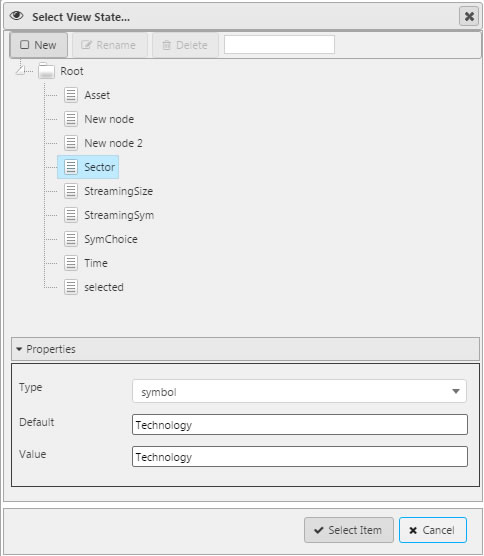 Select View State...
New Rename Delete
Root
Asset
New node
New node 2
Sector
StreamingSize
StreamingSym
SymChoice
Time
selected
Properties
Type symbol
Default Technology
Value Technology
Select Item Cancel